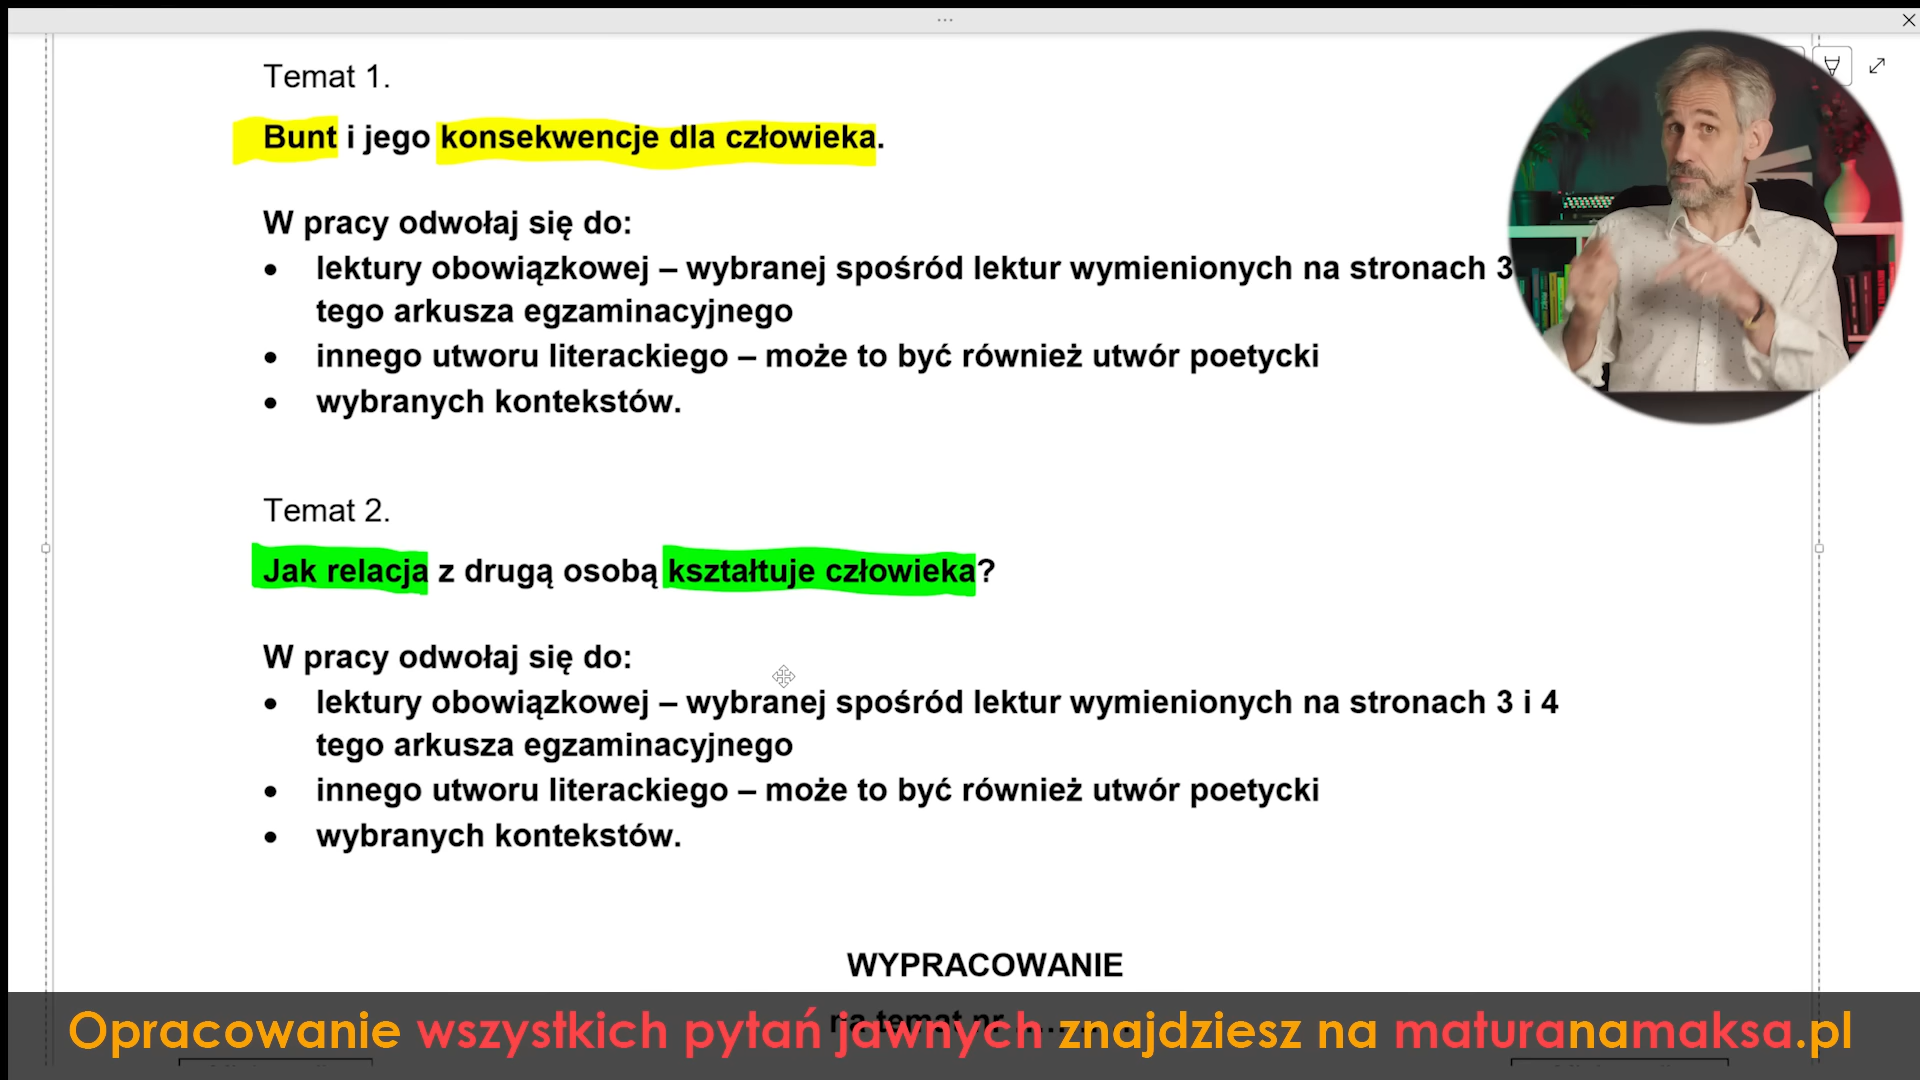 Temat 1.
Bunt i jego konsekwencje dla człowieka.
W pracy odwołaj się do:
• lektury obowiązkowej – wybranej spośród lektur wymienionych na stronach 3
tego arkusza egzaminacyjnego
• innego utworu literackiego – może to być również utwór poetycki
• wybranych kontekstów.
Temat 2.
Jak relacja z drugą osobą kształtuje człowieka?
W pracy odwołaj się do:
• lektury obowiązkowej – wybranej spośród lektur wymienionych na stronach 3 i 4
tego arkusza egzaminacyjnego
• innego utworu literackiego – może to być również utwór poetycki
• wybranych kontekstów.
WYPRACOWANIE
na temat nr
Opracowanie wszystkich pytań jawnych znajdziesz na maturanamaksa.pl